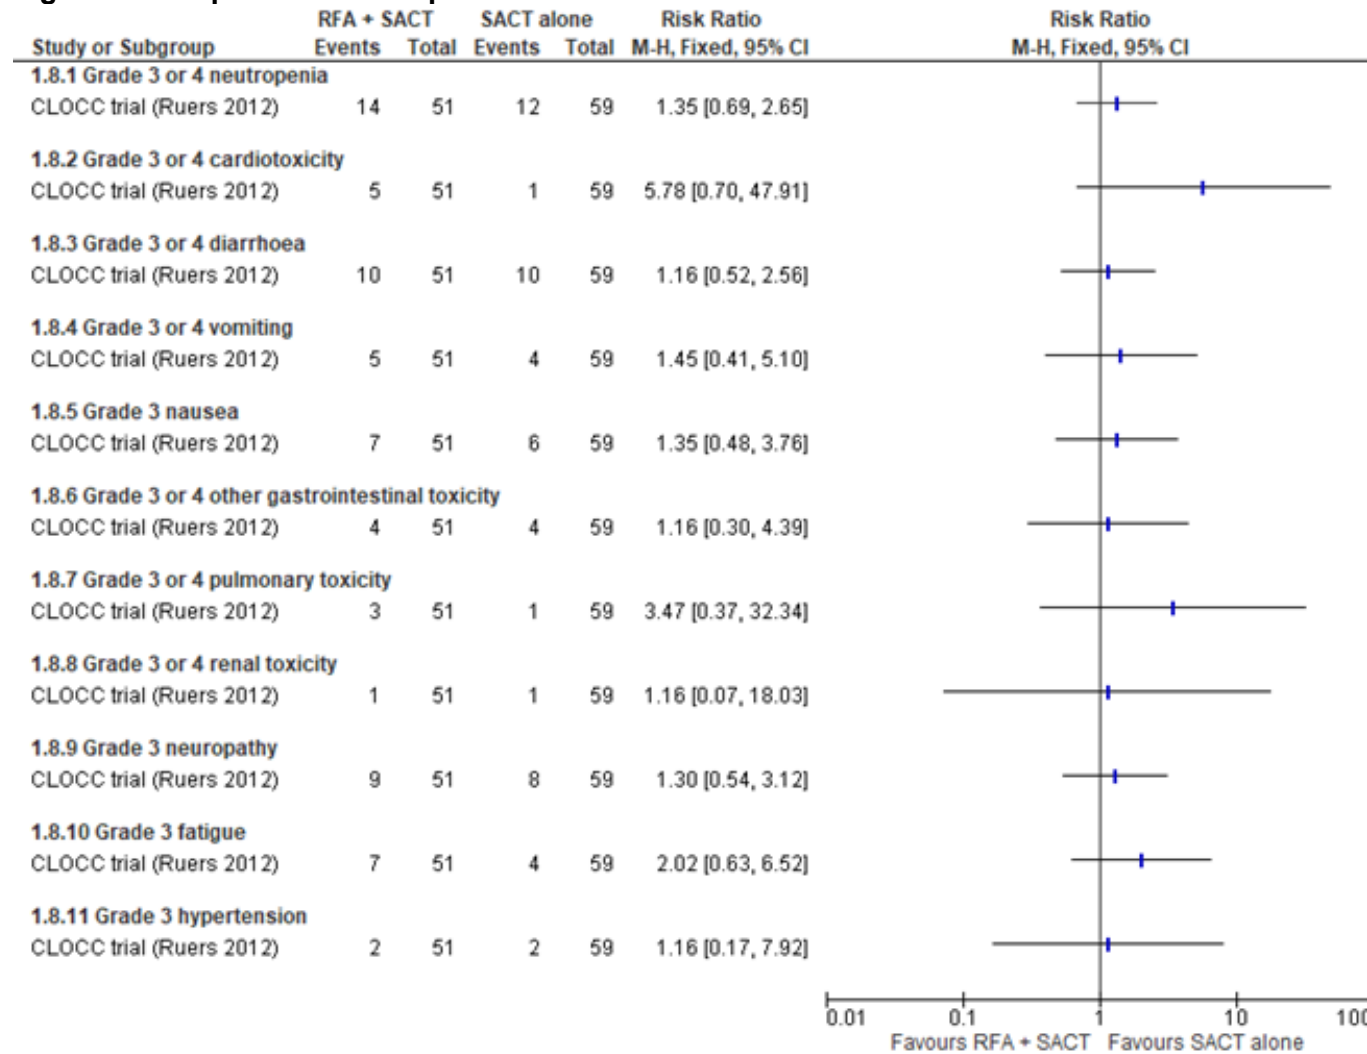 RFA + SACT SACT alone Risk Ratio Risk Ratio
Study or Subgroup Events Total Events Total M-H, Fixed, 95% CI M-H, Fixed, 95% CI
1.8.1 Grade 3 or 4 neutropenia
CLOCC trial (Ruers 2012) 14 51 12 59 1.35 [0.69, 2.65]
1.8.2 Grade 3 or 4 cardiotoxicity
CLOCC trial (Ruers 2012) 5 51 1 59 5.78 [0.70, 47.91]
1.8.3 Grade 3 or 4 diarrhoea
CLOCC trial (Ruers 2012) 10 51 10 59 1.16 [0.52, 2.56]
1.8.4 Grade 3 or 4 vomiting
CLOCC trial (Ruers 2012) 5 51 4 59 1.45 [0.41, 5.10]
1.8.5 Grade 3 nausea
CLOCC trial (Ruers 2012) 7 51 6 59 1.35 [0.48, 3.76]
1.8.6 Grade 3 or 4 other gastrointestinal toxicity
CLOCC trial (Ruers 2012) 4 51 4 59 1.16 [0.30, 4.39]
1.8.7 Grade 3 or 4 pulmonary toxicity
CLOCC trial (Ruers 2012) 3 51 1 59 3.47 [0.37, 32.34]
1.8.8 Grade 3 or 4 renal toxicity
CLOCC trial (Ruers 2012) 1 51 1 59 1.16 [0.07, 18.03]
1.8.9 Grade 3 neuropathy
CLOCC trial (Ruers 2012) 9 51 8 59 1.30 [0.54, 3.12]
1.8.10 Grade 3 fatigue
CLOCC trial (Ruers 2012) 7 51 4 59 2.02 [0.63, 6.52]
1.8.11 Grade 3 hypertension
CLOCC trial (Ruers 2012) 2 51 2 59 1.16 [0.17, 7.92]
0.01 0.1 1 10 100
Favours RFA + SACT Favours SACT alone